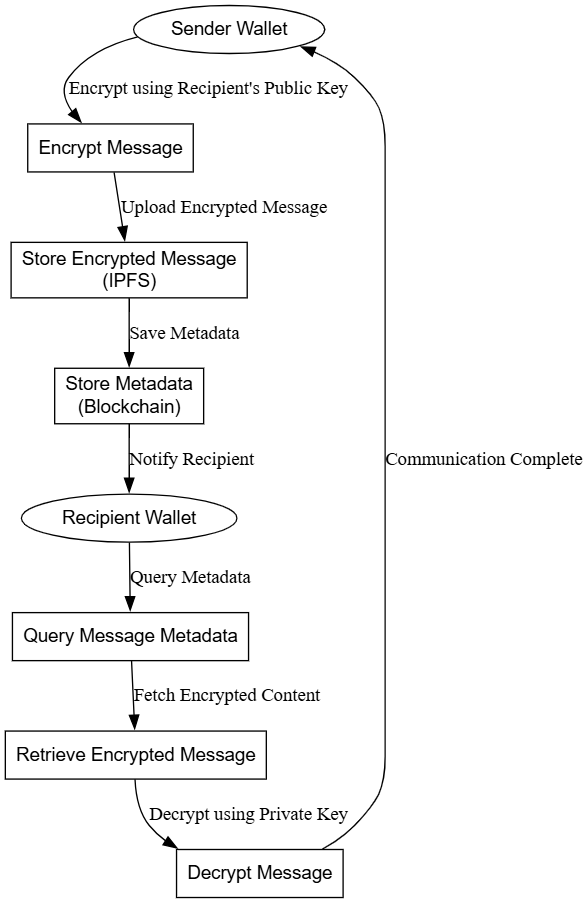 Sender Wallet
Encrypt using Recipient's Public Key
Encrypt Message
Upload Encrypted Message
Store Encrypted Message
(IPFS)
Save Metadata
Store Metadata
(Blockchain)
Notify Recipient
Communication Complete
Recipient Wallet
Query Metadata
Query Message Metadata
Fetch Encrypted Content
Retrieve Encrypted Message
Decrypt using Private Key
Decrypt Message